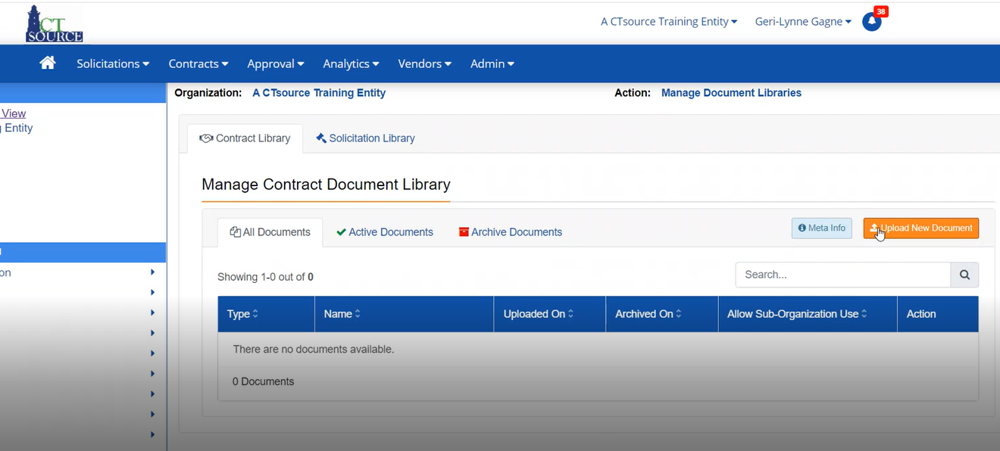 CT
SOURCE
A CTsource Training Entity
Geri-Lynne Gagne
38
Solicitations
Contracts
Approval
Analytics
Vendors
Admin
View
Entity
on
Organization: A CTsource Training Entity
Action: Manage Document Libraries
Contract Library
Solicitation Library
Manage Contract Document Library
All Documents
Active Documents
Archive Documents
Meta Info
Upload New Document
Showing 1-0 out of 0
Search...
Type
Name
Uploaded On
Archived On
Allow Sub-Organization Use
Action
There are no documents available.
0 Documents